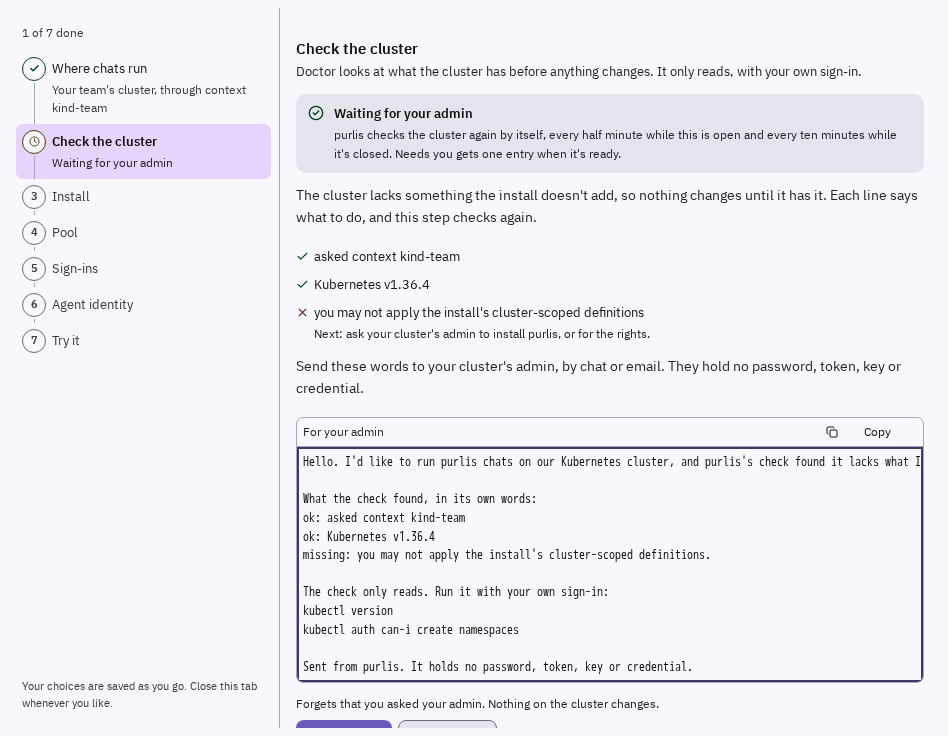 1 of 7 done
Where chats run
Your team's cluster, through context
kind-team
Check the cluster
Waiting for your admin
3 Install
4 Pool
5 Sign-ins
6 Agent identity
7 Try it
Your choices are saved as you go. Close this tab
whenever you like.
Check the cluster
Doctor looks at what the cluster has before anything changes. It only reads, with your own sign-in.
Waiting for your admin
purlis checks the cluster again by itself, every half minute while this is open and every ten minutes while
it's closed. Needs you gets one entry when it's ready.
The cluster lacks something the install doesn't add, so nothing changes until it has it. Each line says
what to do, and this step checks again.
asked context kind-team
Kubernetes v1.36.4
you may not apply the install's cluster-scoped definitions
Next: ask your cluster's admin to install purlis, or for the rights.
Send these words to your cluster's admin, by chat or email. They hold no password, token, key or
credential.
For your admin
Copy
Hello. I'd like to run purlis chats on our Kubernetes cluster, and purlis's check found it lacks what I
What the check found, in its own words:
ok: asked context kind-team
ok: Kubernetes v1.36.4
missing: you may not apply the install's cluster-scoped definitions.
The check only reads. Run it with your own sign-in:
kubectl version
kubectl auth can-i create namespaces
Sent from purlis. It holds no password, token, key or credential.
Forgets that you asked your admin. Nothing on the cluster changes.